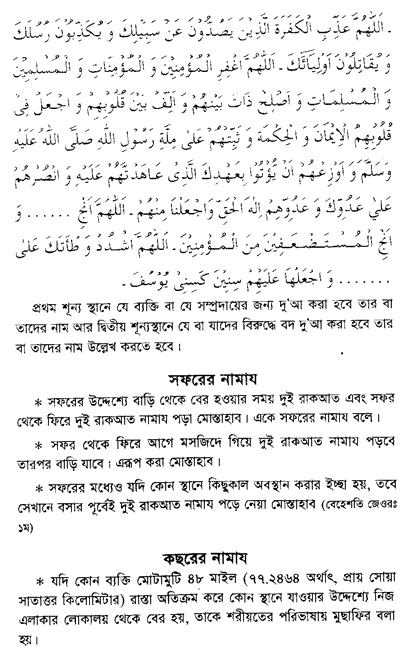 . اَللّٰهُمَّ عَذِّبِ الْكَفَرَةَ الَّذِيْنَ يَصُدُّوْنَ عَنْ سَبِيْلِكَ وَ يُكَذِّبُوْنَ رُسُلَكَ
وَ يُقَاتِلُوْنَ اَوْلِيَائَكَ ـ اَللّٰهُمَّ اغْفِرِ الْمُؤْمِنِيْنَ وَ الْمُؤْمِنَاتِ وَ الْمُسْلِمِيْنَ
وَ الْمُسْلِمَاتِ وَ اَصْلِحْ ذَاتَ بَيْنِهِمْ وَ اَلِّفْ بَيْنَ قُلُوْبِهِمْ وَ اجْعَلْ فِىْ
قُلُوْبِهِمُ الْاِيْمَانَ وَ الْحِكْمَةَ وَ ثَبِّتْهُمْ عَلٰى مِلَّةِ رَسُوْلِ اللّٰهِ صَلَّى اللّٰهُ عَلَيْهِ
وَسَلَّمَ وَ اَوْزِعْهُمْ اَنْ يُوْتُوْا بِعَهْدِكَ الَّذِىْ عَاهَدْتَهُمْ عَلَيْهِ وَ انْصُرْهُمْ
عَلٰى عَدُوِّكَ وَ عَدُوِّهِمْ اِلٰهَ الْحَقِّ وَاجْعَلْنَا مِنْهُمْ ـ اَللّٰهُمَّ اَنْجِ ...... . وَ
اَنْجِ الْمُسْتَضْعَفِيْنَ مِنَ الْمُؤْمِنِيْنَ ـ اَللّٰهُمَّ اشْدُدْ وَ طْأَتَكَ عَلٰى
....... . وَ اجْعَلْهَا عَلَيْهِمْ سِنِيْنَ كَسِنِىْ يُوْسُفَ ـ
প্রথম শূন্য স্থানে যে ব্যক্তি বা যে সম্প্রদায়ের জন্য দু'আ করা হবে তার বা
তাদের নাম আর দ্বিতীয় শূন্যস্থানে যে বা যাদের বিরুদ্ধে বদ দু'আ করা হবে তার
বা তাদের নাম উল্লেখ করতে হবে।
সফরের নামায
* সফরের উদ্দেশ্যে বাড়ি থেকে বের হওয়ার সময় দুই রাকআত এবং সফর
থেকে ফিরে দুই রাকআত নামায পড়া মোস্তাহাব। একে সফরের নামায বলে।
* সফর থেকে ফিরে আগে মসজিদে গিয়ে দুই রাকআত নামায পড়বে
তারপর বাড়ি যাবে। এরূপ করা মোস্তাহাব।
* সফরের মধ্যেও যদি কোন স্থানে কিছুকাল অবস্থান করার ইচ্ছা হয়, তবে
সেখানে বসার পূর্বেই দুই রাকআত নামায পড়ে নেয়া মোস্তাহাব (বেহেশতি জেওরঃ
১ম)
কছরের নামায
* যদি কোন ব্যক্তি মোটামুটি ৪৮ মাইল (৭৭.২৪৬৪ অর্থাৎ, প্রায় সোয়া
সাতাত্তর কিলোমিটার) রাস্তা অতিক্রম করে কোন স্থানে যাওয়ার উদ্দেশ্যে নিজ
এলাকার লোকালয় থেকে বের হয়, তাকে শরীয়তের পরিভাষায় মুছাফির বলা
হয়।